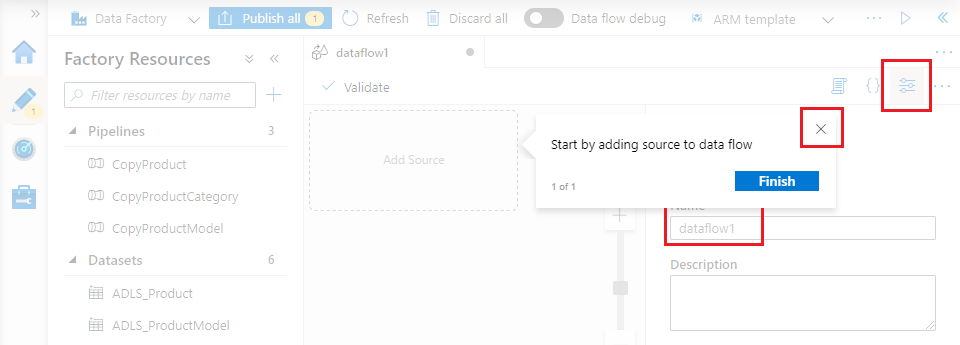 »
Data Factory Publish all 1 Refresh Discard all Data flow debug ARM template ··· «
1
Factory Resources «
Filter resources by name +
Pipelines 3
CopyProduct
CopyProductCategory
CopyProductModel
Datasets 6
ADLS_Product
ADLS_ProductModel
dataflow1 ···
Validate {} ···
Add Source
Start by adding source to data flow
1 of 1 Finish
+
Name
dataflow1
Description